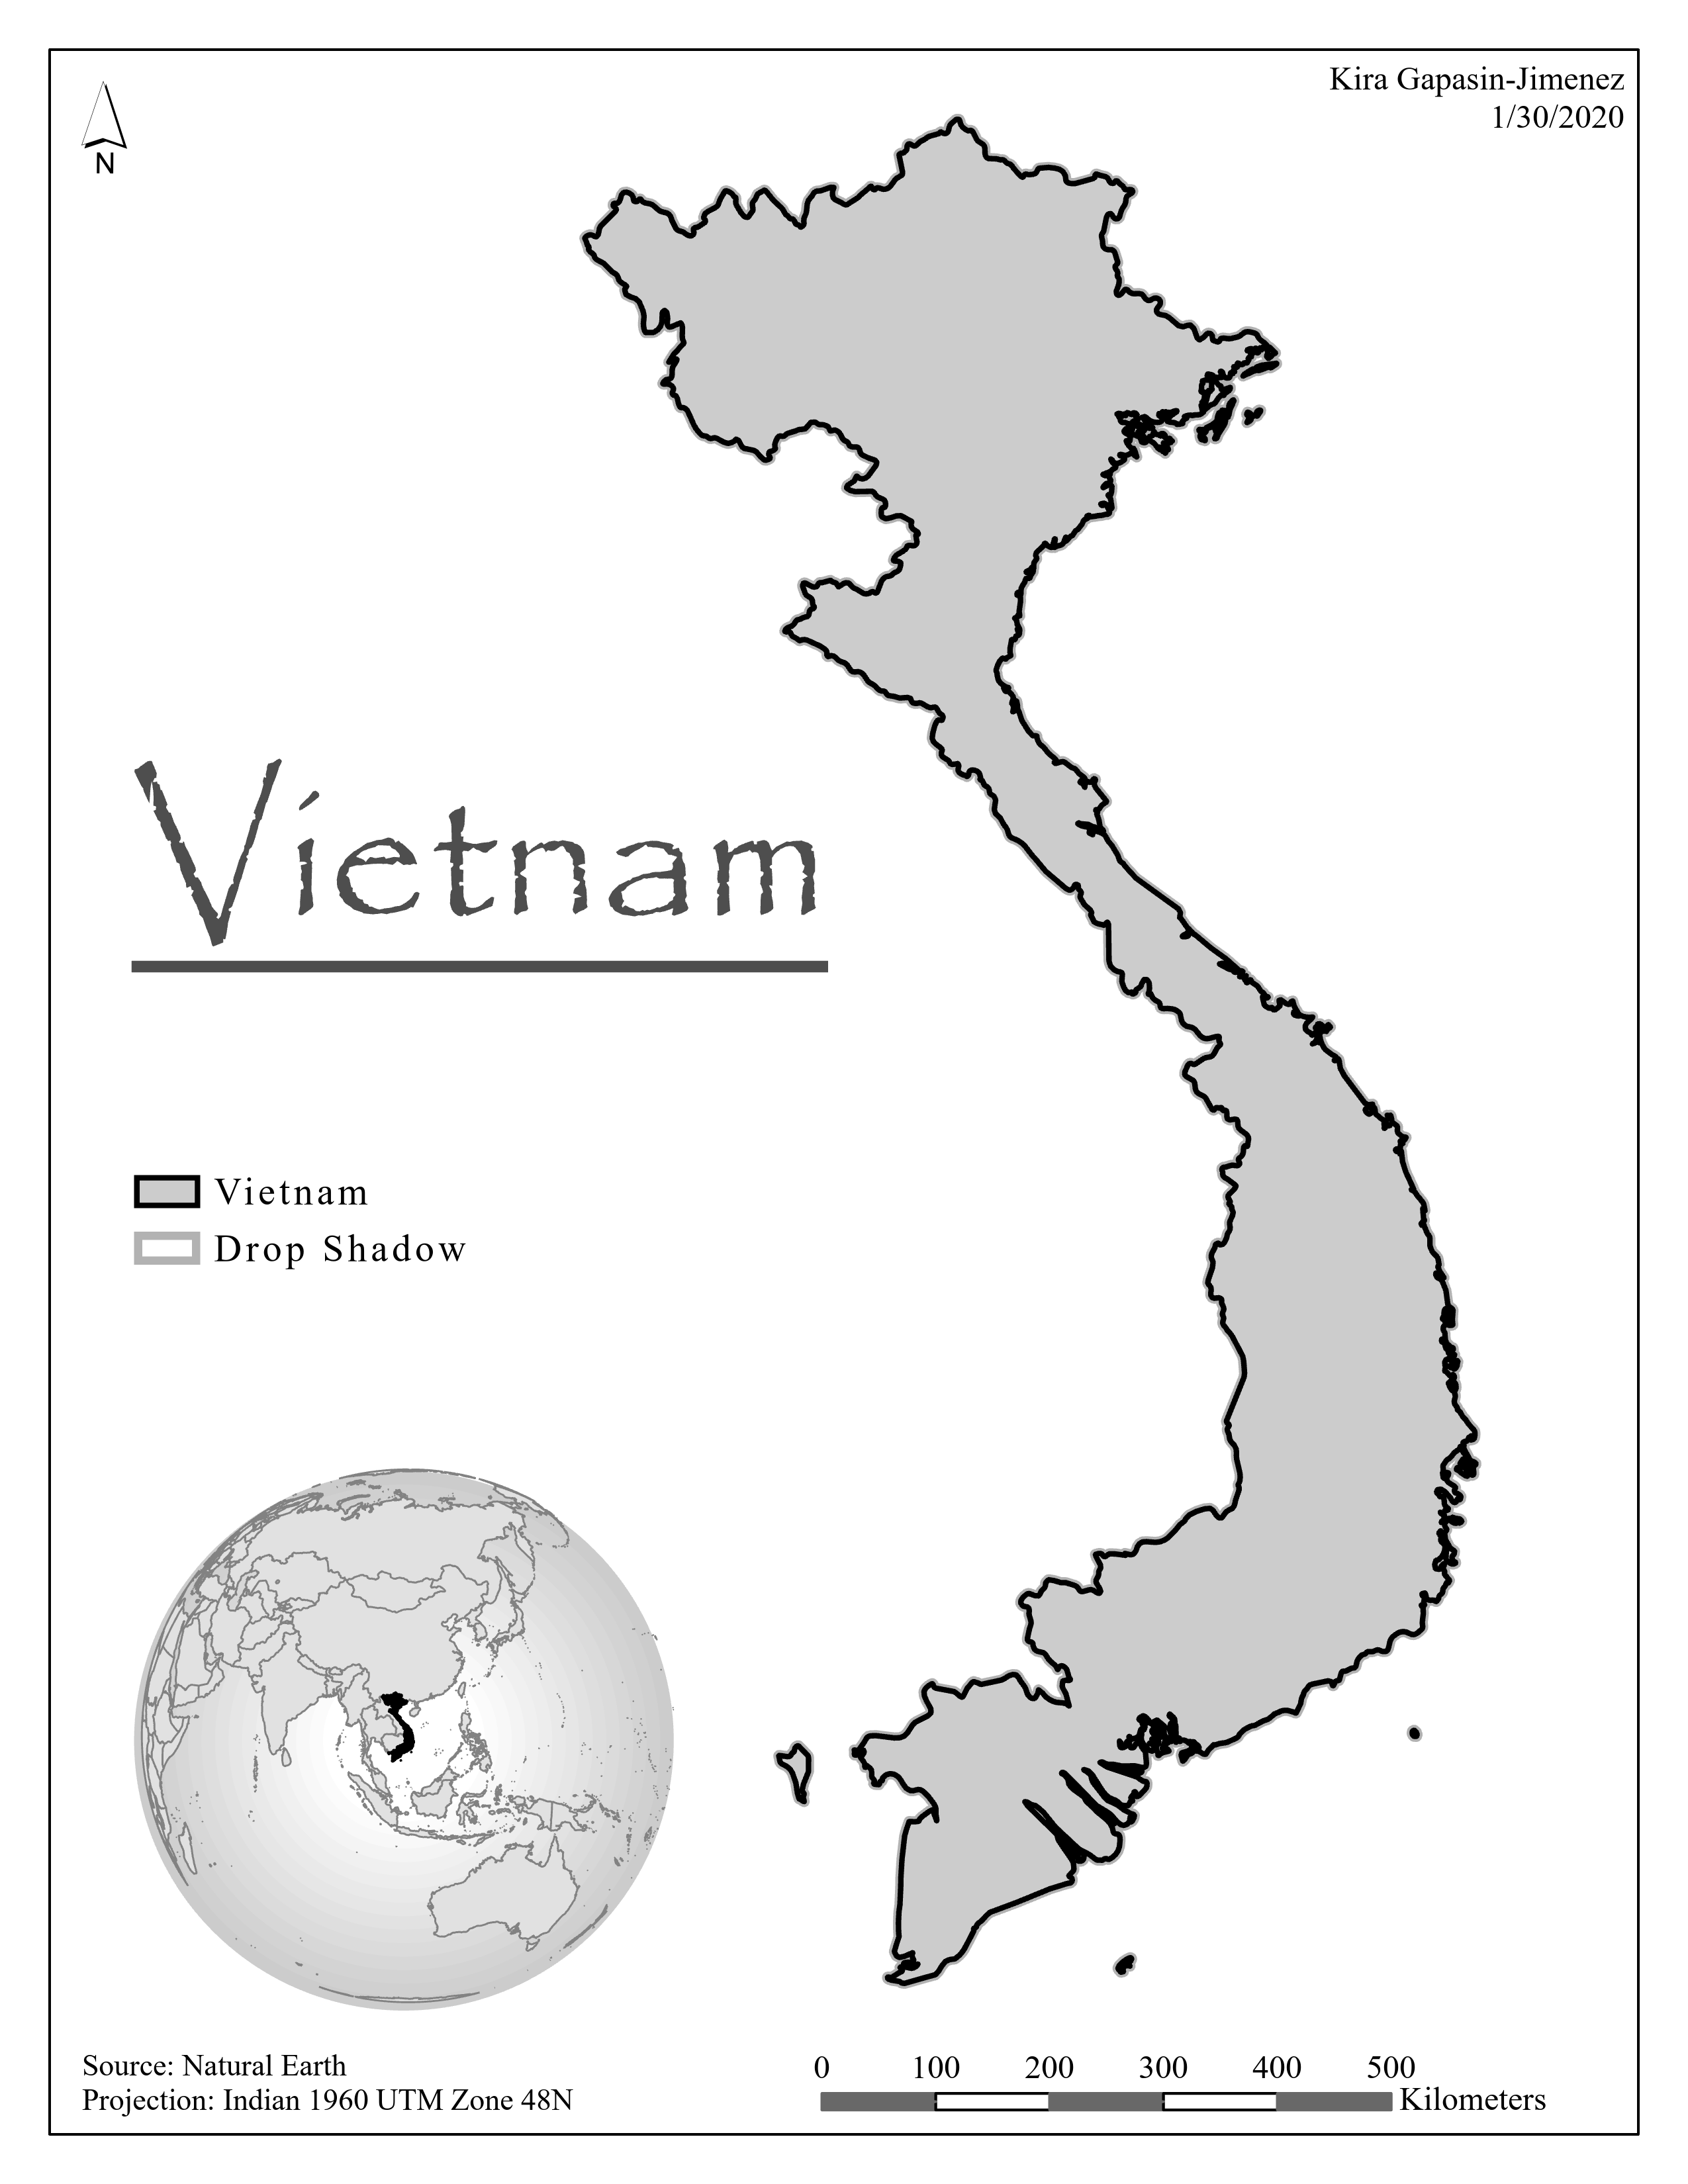 Kira Gapasin-Jimenez
1/30/2020
N
Vietnam
Vietnam
Drop Shadow
Source: Natural Earth
Projection: Indian 1960 UTM Zone 48N
0 100 200 300 400 500
Kilometers